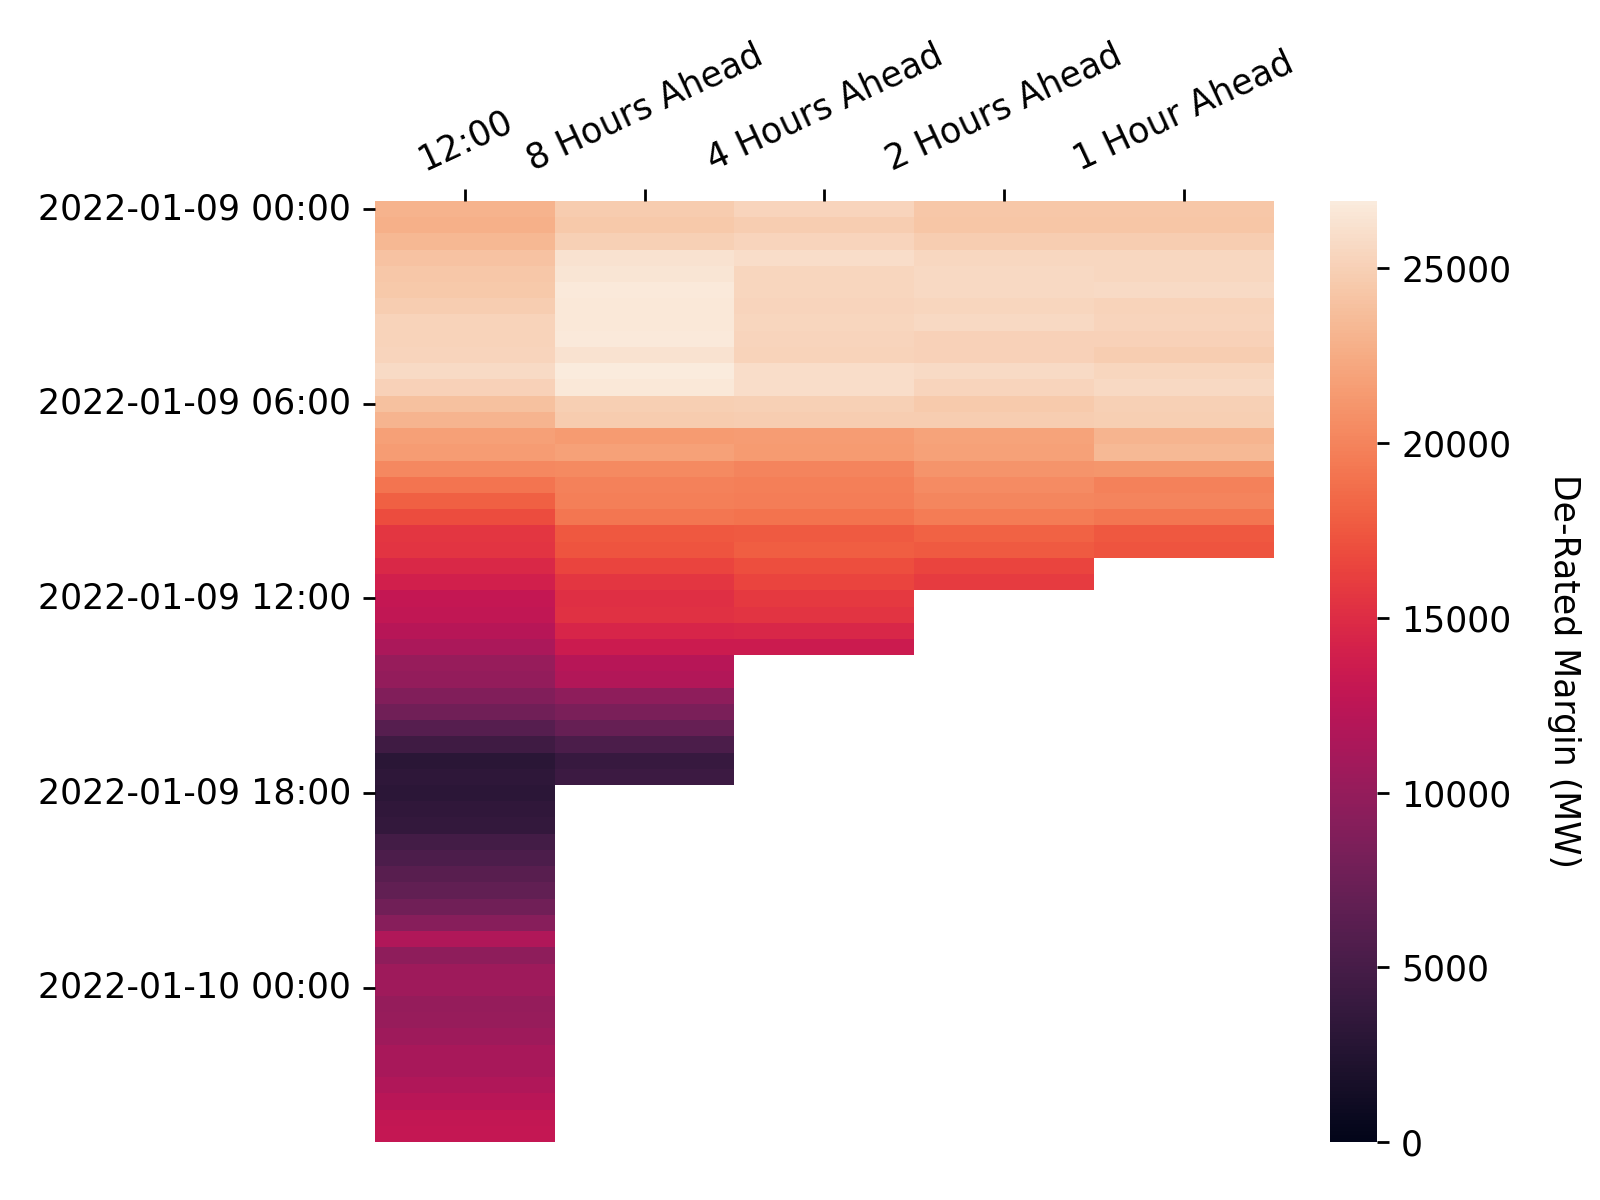 12:00
8 Hours Ahead
4 Hours Ahead
2 Hours Ahead
1 Hour Ahead
2022-01-09 00:00
2022-01-09 06:00
2022-01-09 12:00
2022-01-09 18:00
2022-01-10 00:00
25000
20000
15000
10000
5000
0
De-Rated Margin (MW)